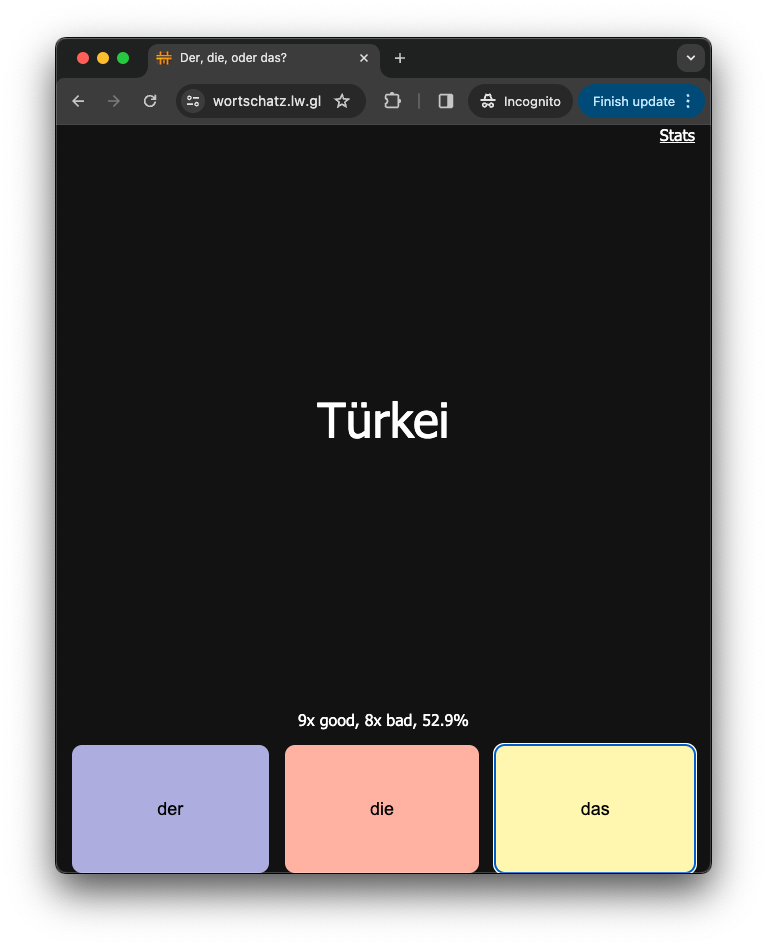 Der, die, oder das?
wortschatz.lw.gl
Incognito
Finish update
Stats
Türkei
9x good, 8x bad, 52.9%
der
die
das